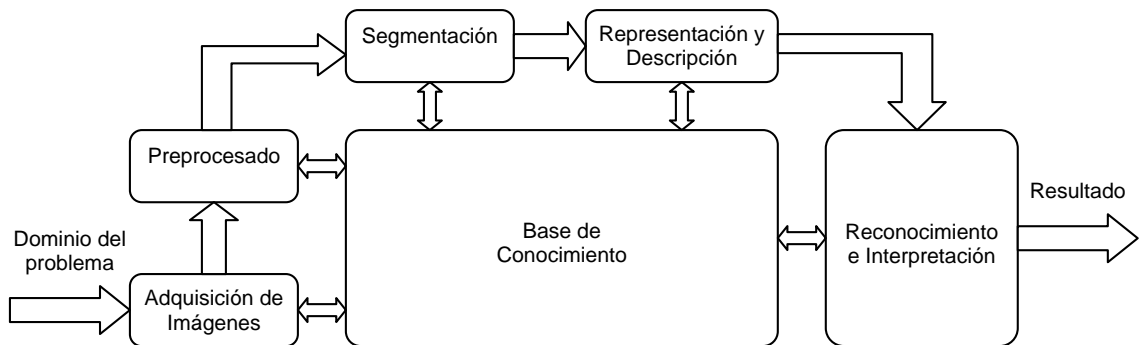 Segmentación
Representación y
Descripción
Preprocesado
Dominio del
problema
Adquisición de
Imágenes
Base de
Conocimiento
Reconocimiento
e Interpretación
Resultado